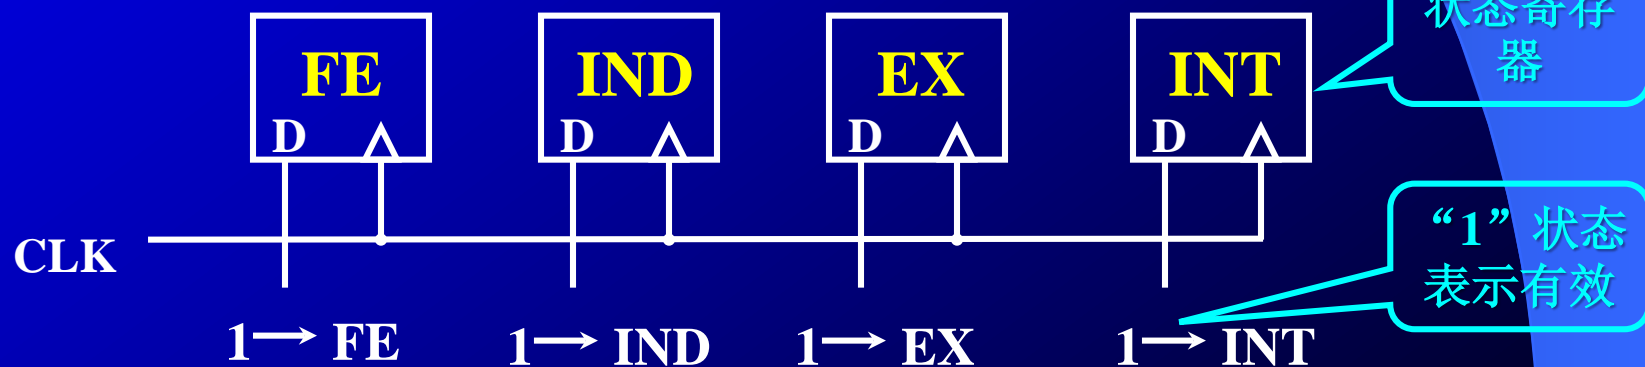 状态寄存
器
FE IND EX INT
D D D D
“1”状态
表示有效
CLK
1→ FE 1→ IND 1→ EX 1→ INT